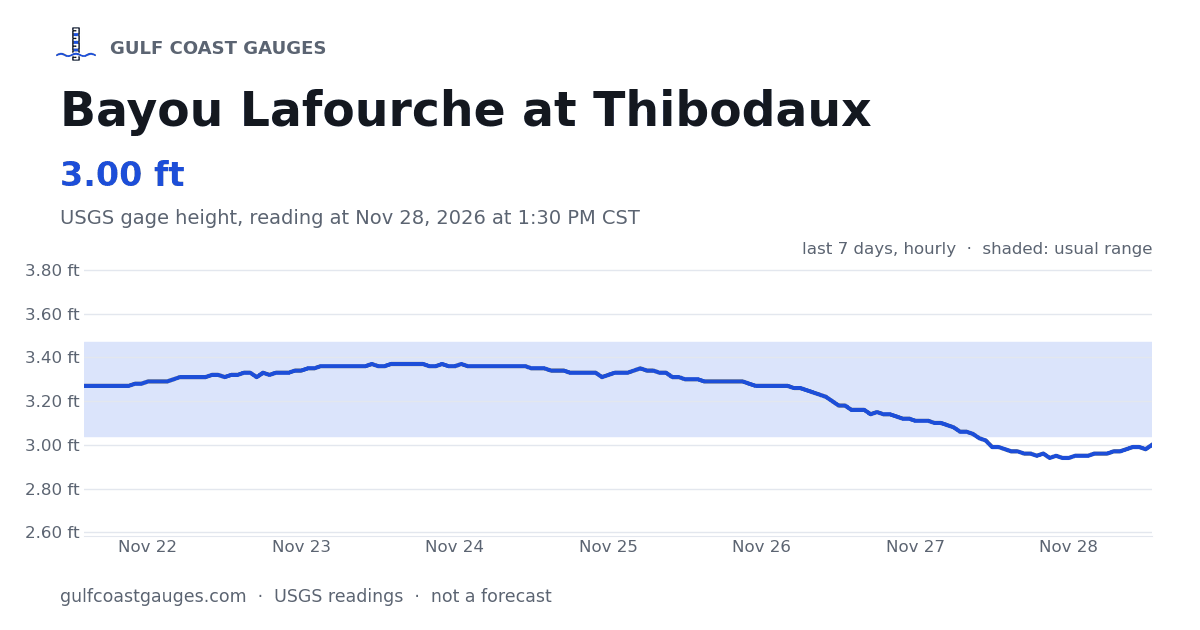 GULF COAST GAUGES
Bayou Lafourche at Thibodaux
3.00 ft
USGS gage height, reading at Nov 28, 2026 at 1:30 PM CST
last 7 days, hourly · shaded: usual range
3.80 ft
3.60 ft
3.40 ft
3.20 ft
3.00 ft
2.80 ft
2.60 ft
Nov 22 Nov 23 Nov 24 Nov 25 Nov 26 Nov 27 Nov 28
gulfcoastgauges.com · USGS readings · not a forecast